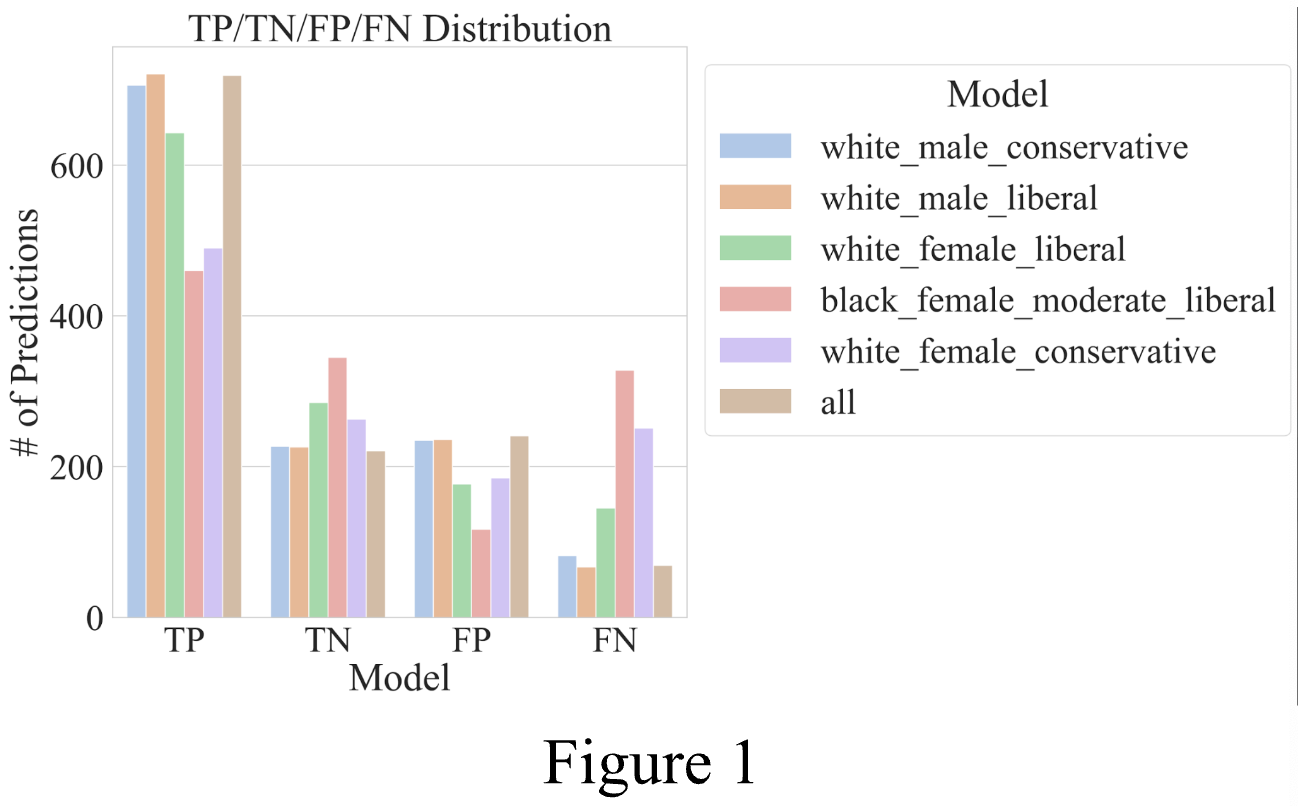 TP/TN/FP/FN Distribution
# of Predictions
600
400
200
0
TP TN FP FN
Model
Model
white_male_conservative
white_male_liberal
white_female_liberal
black_female_moderate_liberal
white_female_conservative
all
Figure 1